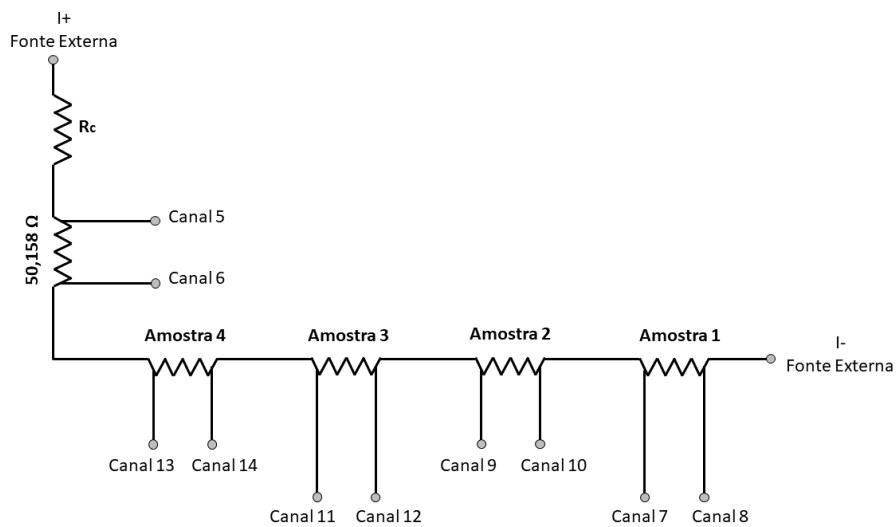 I+
Fonte Externa
Rc
50,158 Ω
Canal 5
Canal 6
Amostra 4
Amostra 3
Amostra 2
Amostra 1
I-
Fonte Externa
Canal 13
Canal 14
Canal 9
Canal 10
Canal 11
Canal 12
Canal 7
Canal 8